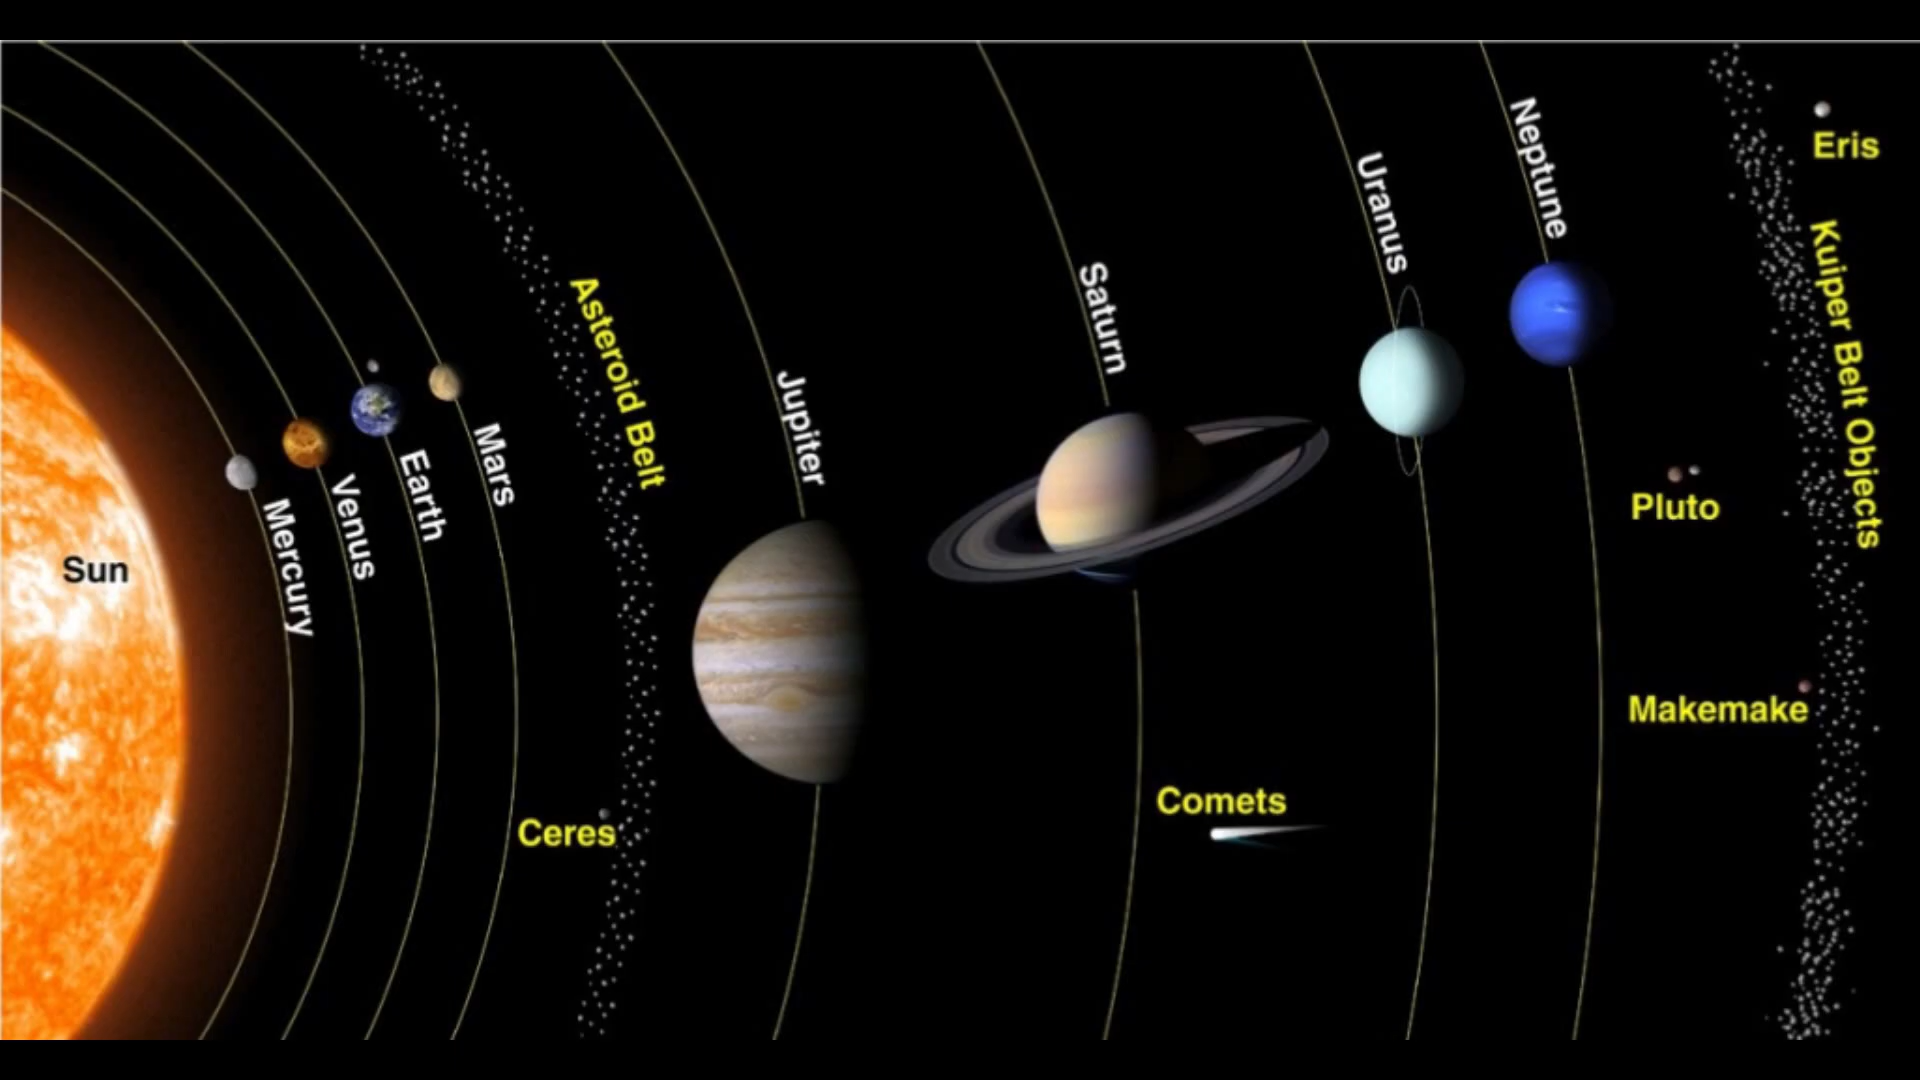 Sun
Mercury
Venus
Earth
Mars
Asteroid Belt
Ceres
Jupiter
Saturn
Comets
Uranus
Neptune
Pluto
Makemake
Eris
Kuiper Belt Objects